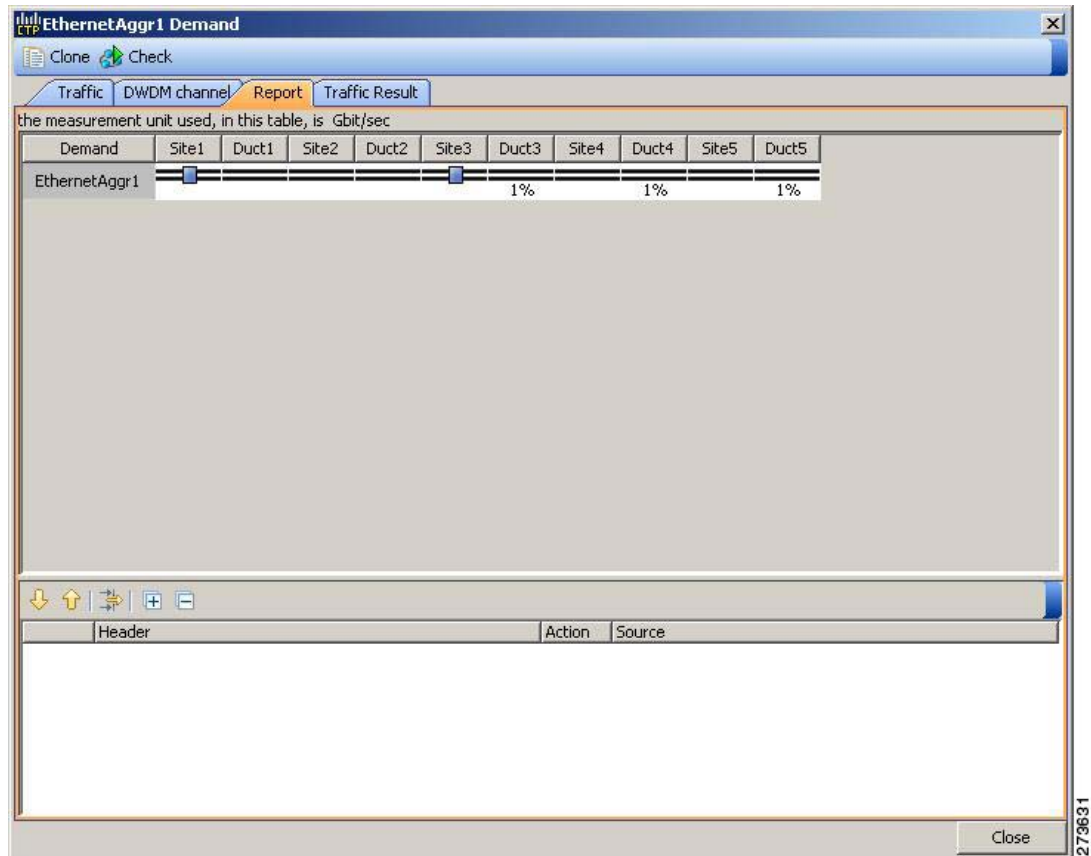 CTP EthernetAggr1 Demand
Clone Check
Traffic DWDM channel Report Traffic Result
the measurement unit used, in this table, is Gbit/sec
Demand Site1 Duct1 Site2 Duct2 Site3 Duct3 Site4 Duct4 Site5 Duct5
EthernetAggr1 1% 1% 1%
Header Action Source
Close
273631